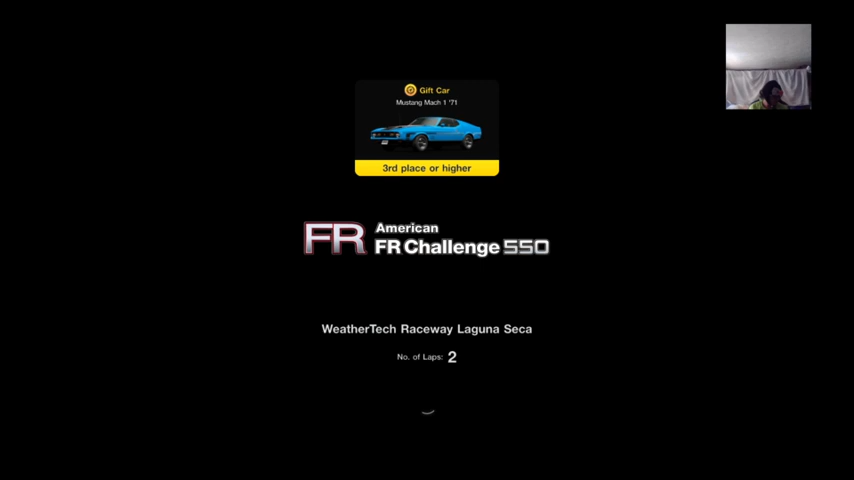 Gift Car
Mustang Mach 1 '71
3rd place or higher
FR American
FR Challenge 550
WeatherTech Raceway Laguna Seca
No. of Laps: 2